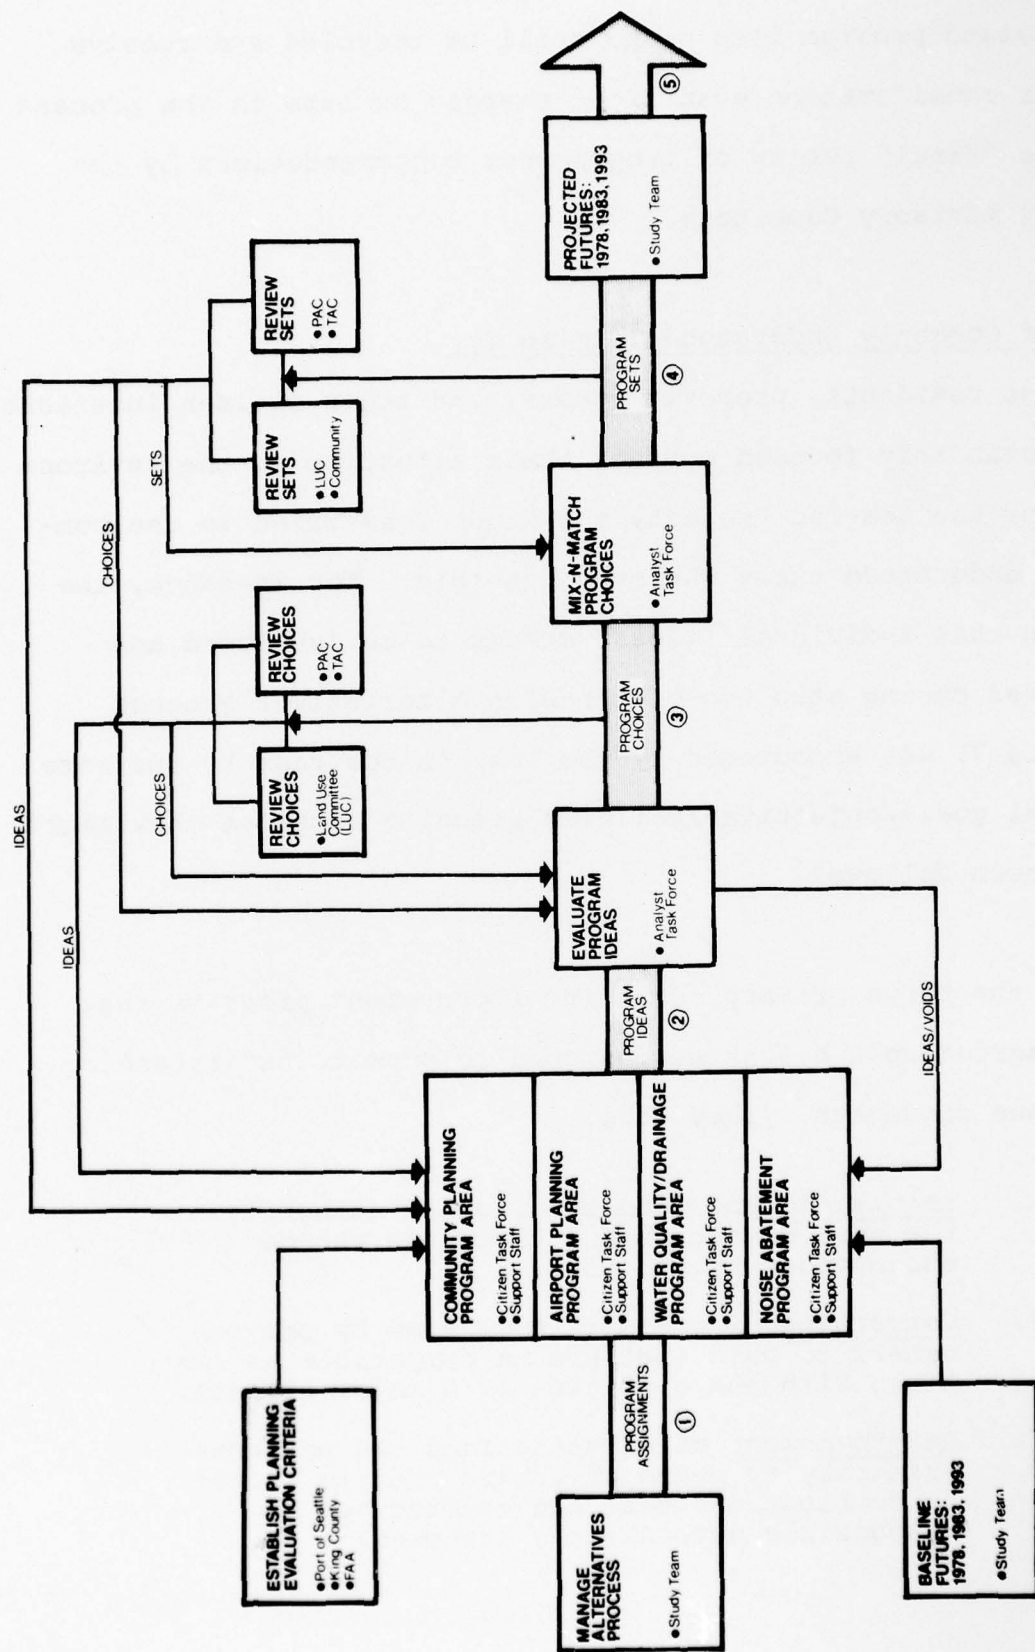 IDEAS
CHOICES
SETS
IDEAS
CHOICES
ESTABLISH PLANNING
EVALUATION CRITERIA
●Port of Seattle
●King County
●FAA
REVIEW
CHOICES
●Land Use
Committee
(LUC)
REVIEW
CHOICES
●PAC
●TAC
REVIEW
SETS
●LUC
●Community
REVIEW
SETS
●PAC
●TAC
MANAGE
ALTERNATIVES
PROCESS
●Study Team
PROGRAM
ASSIGNMENTS
①
COMMUNITY PLANNING
PROGRAM AREA
●Citizen Task Force
●Support Staff
AIRPORT PLANNING
PROGRAM AREA
●Citizen Task Force
●Support Staff
WATER QUALITY/DRAINAGE
PROGRAM AREA
●Citizen Task Force
●Support Staff
NOISE ABATEMENT
PROGRAM AREA
●Citizen Task Force
●Support Staff
PROGRAM
IDEAS
②
EVALUATE
PROGRAM
IDEAS
●Analyst
Task Force
PROGRAM
CHOICES
③
MIX-N-MATCH
PROGRAM
CHOICES
●Analyst
Task Force
PROGRAM
SETS
④
PROJECTED
FUTURES:
1978, 1983, 1993
●Study Team
⑤
IDEAS/VOIDS
BASELINE
FUTURES:
1978, 1983, 1993
●Study Team